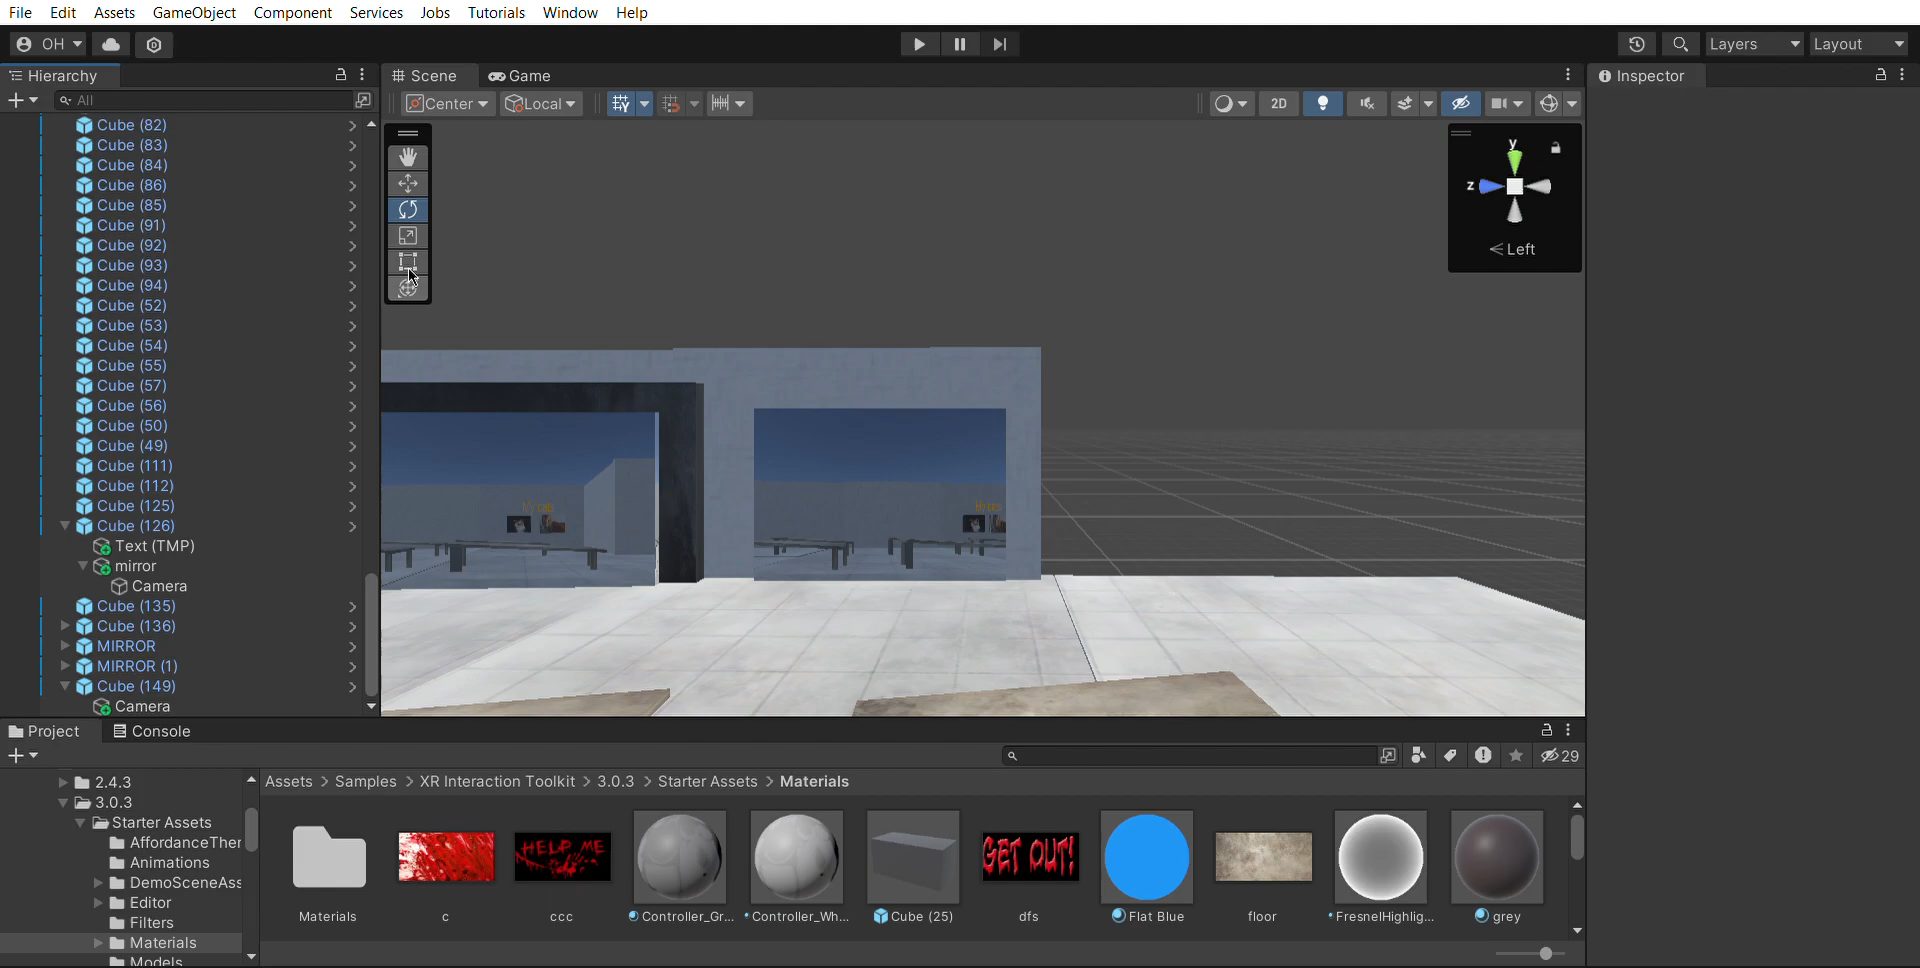 File Edit Assets GameObject Component Services Jobs Tutorials Window Help
OH Layers Layout
Hierarchy Scene Game Inspector
All Center Local 2D
Cube (82)
Cube (83)
Cube (84)
Cube (86)
Cube (85)
Cube (91)
Cube (92)
Cube (93)
Cube (94)
Cube (52)
Cube (53)
Cube (54)
Cube (55)
Cube (57)
Cube (56)
Cube (50)
Cube (49)
Cube (111)
Cube (112)
Cube (125)
Cube (126)
Text (TMP)
mirror
Camera
Cube (135)
Cube (136)
MIRROR
MIRROR (1)
Cube (149)
Camera
y
z
Left
Project Console
29
2.4.3
3.0.3
Starter Assets
AffordanceTher
Animations
DemoSceneAss
Editor
Filters
Materials
Models
Assets > Samples > XR Interaction Toolkit > 3.0.3 > Starter Assets > Materials
HELP ME
GET OUT!
Materials c ccc Controller_Gr... Controller_Wh... Cube (25) dfs Flat Blue floor FresnelHighlig... grey